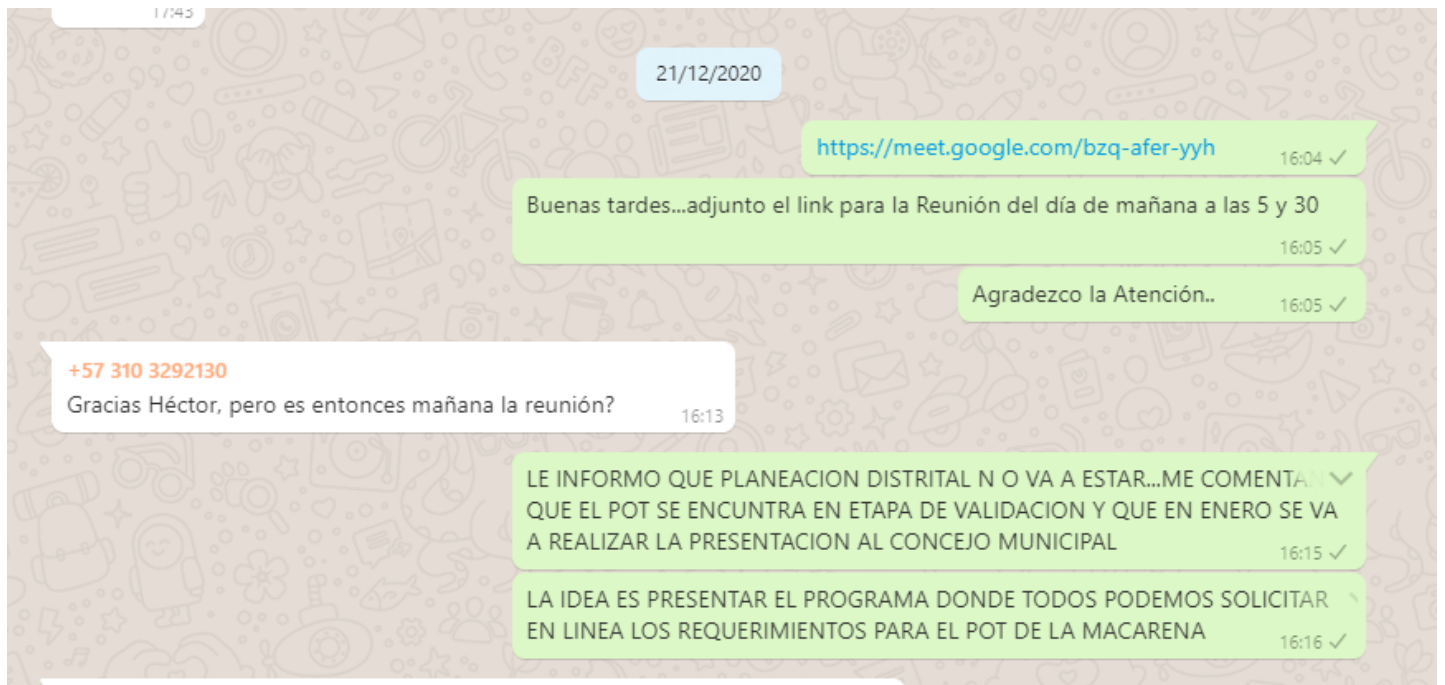 17:43
21/12/2020
https://meet.google.com/bzq-afer-yyh
16:04
Buenas tardes...adjunto el link para la Reunión del día de mañana a las 5 y 30
16:05
Agradezco la Atención..
16:05
+57 310 3292130
Gracias Héctor, pero es entonces mañana la reunión?
16:13
LE INFORMO QUE PLANEACION DISTRITAL N O VA A ESTAR...ME COMENTAN
QUE EL POT SE ENCUNTRA EN ETAPA DE VALIDACION Y QUE EN ENERO SE VA
A REALIZAR LA PRESENTACION AL CONCEJO MUNICIPAL
16:15
LA IDEA ES PRESENTAR EL PROGRAMA DONDE TODOS PODEMOS SOLICITAR
EN LINEA LOS REQUERIMIENTOS PARA EL POT DE LA MACARENA
16:16